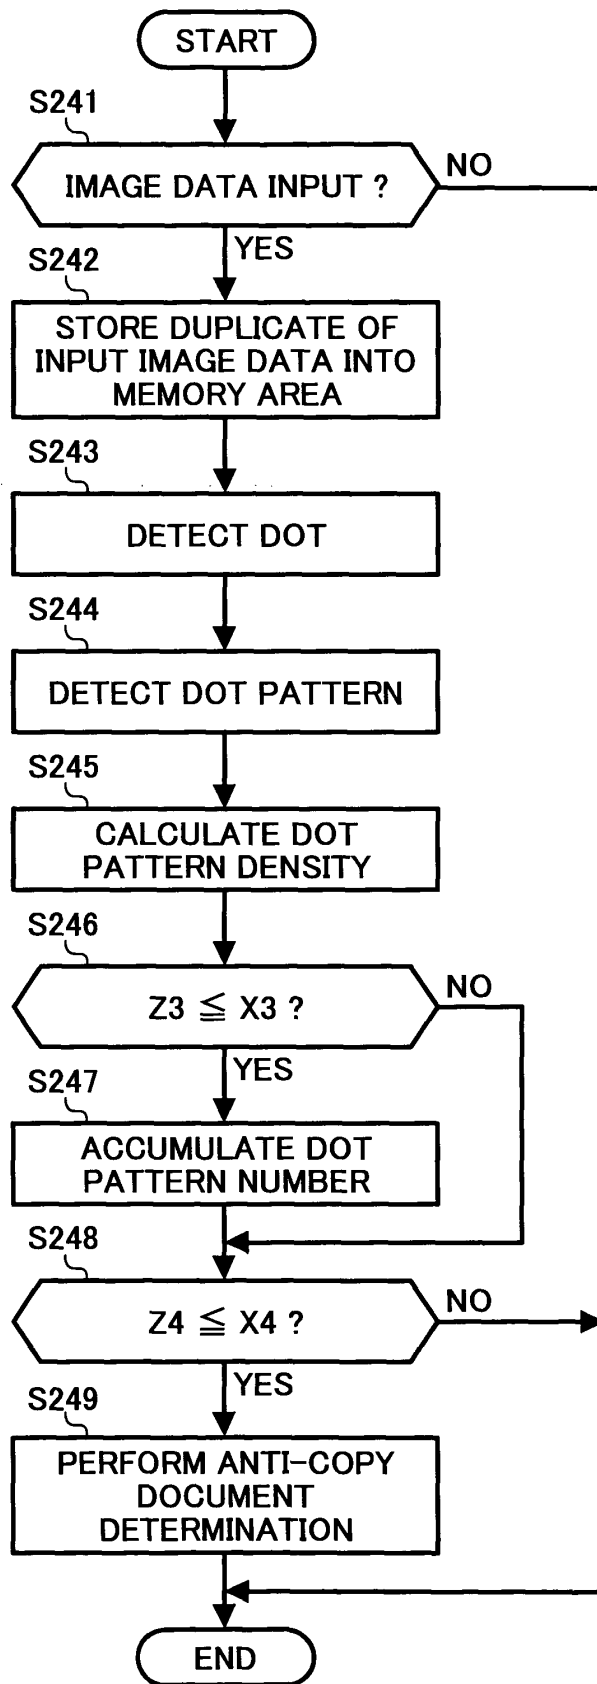 START
S241
IMAGE DATA INPUT ?
NO
YES
S242
STORE DUPLICATE OF
INPUT IMAGE DATA INTO
MEMORY AREA
S243
DETECT DOT
S244
DETECT DOT PATTERN
S245
CALCULATE DOT
PATTERN DENSITY
S246
Z3 ≦ X3 ?
NO
YES
S247
ACCUMULATE DOT
PATTERN NUMBER
S248
Z4 ≦ X4 ?
NO
YES
S249
PERFORM ANTI-COPY
DOCUMENT
DETERMINATION
END